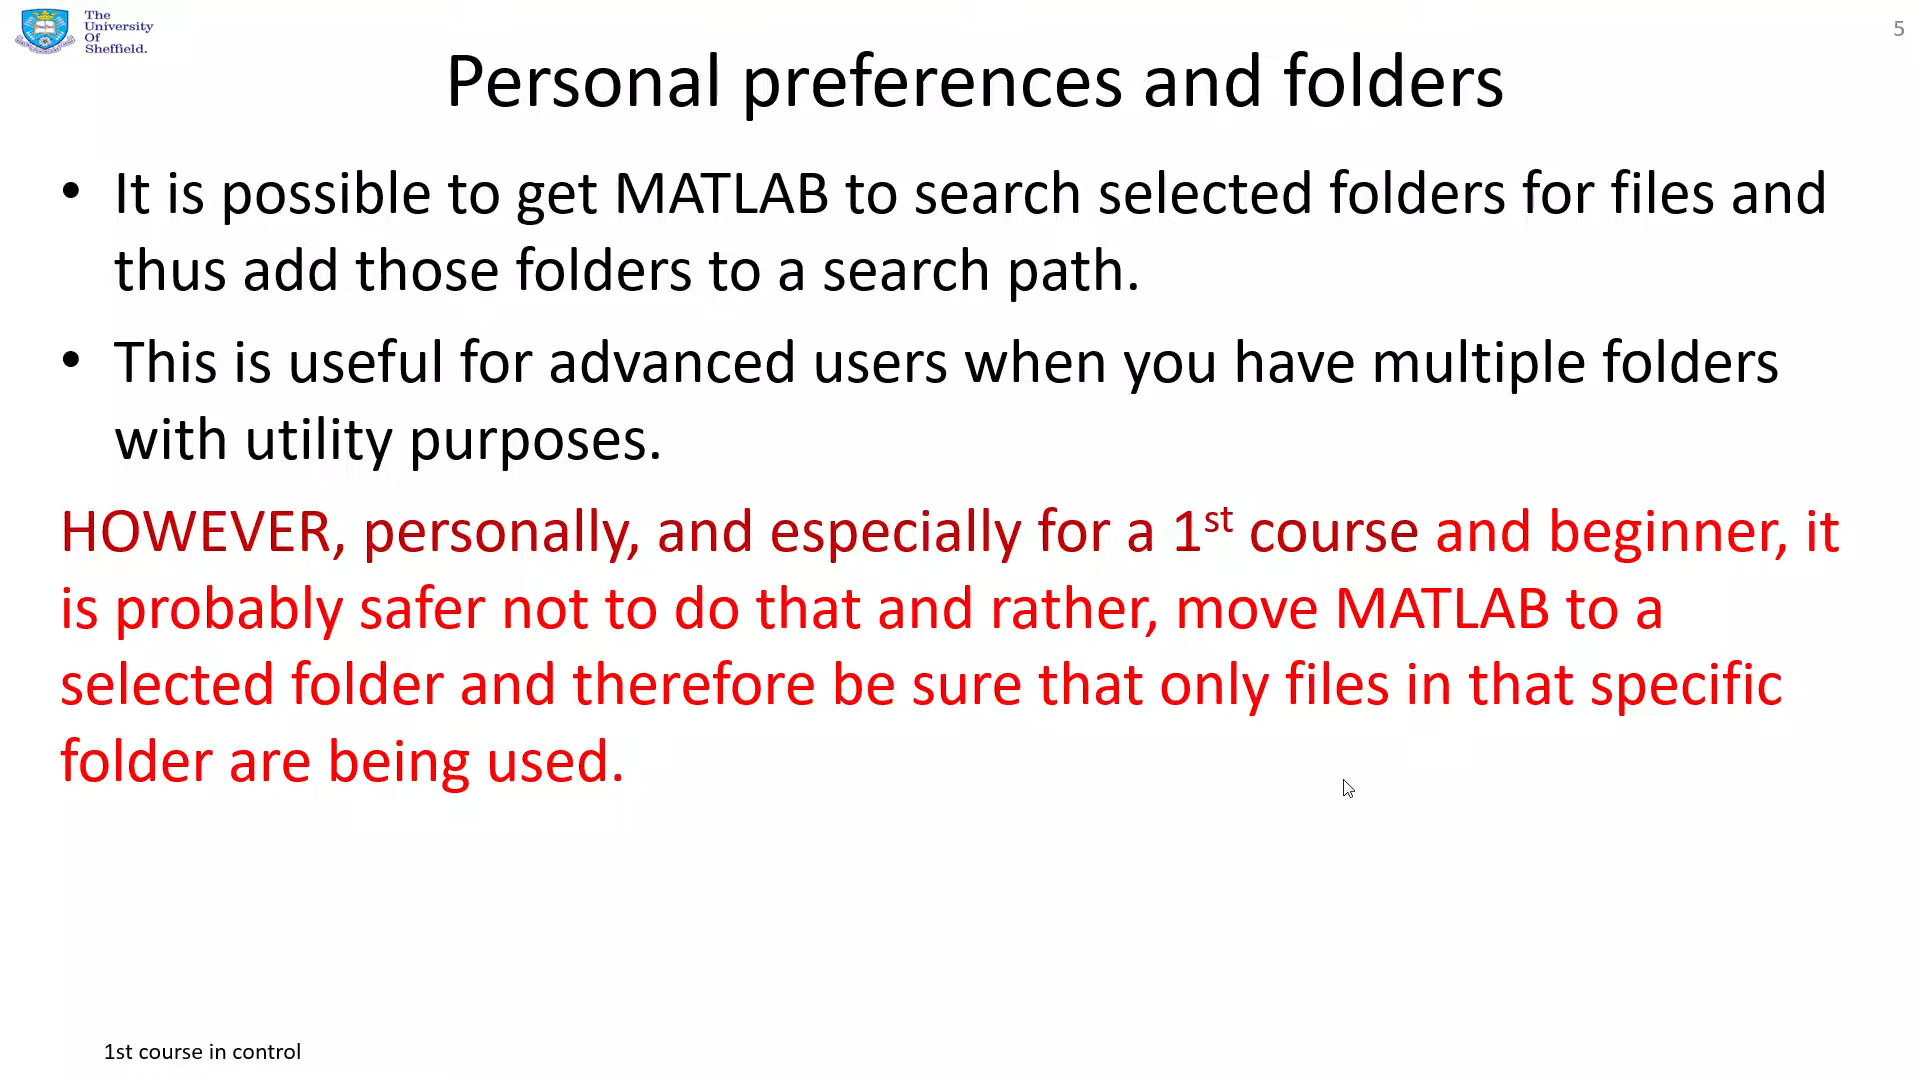 The
University
Of
Sheffield.
5
Personal preferences and folders
• It is possible to get MATLAB to search selected folders for files and
thus add those folders to a search path.
• This is useful for advanced users when you have multiple folders
with utility purposes.
HOWEVER, personally, and especially for a 1st course and beginner, it
is probably safer not to do that and rather, move MATLAB to a
selected folder and therefore be sure that only files in that specific
folder are being used.
1st course in control